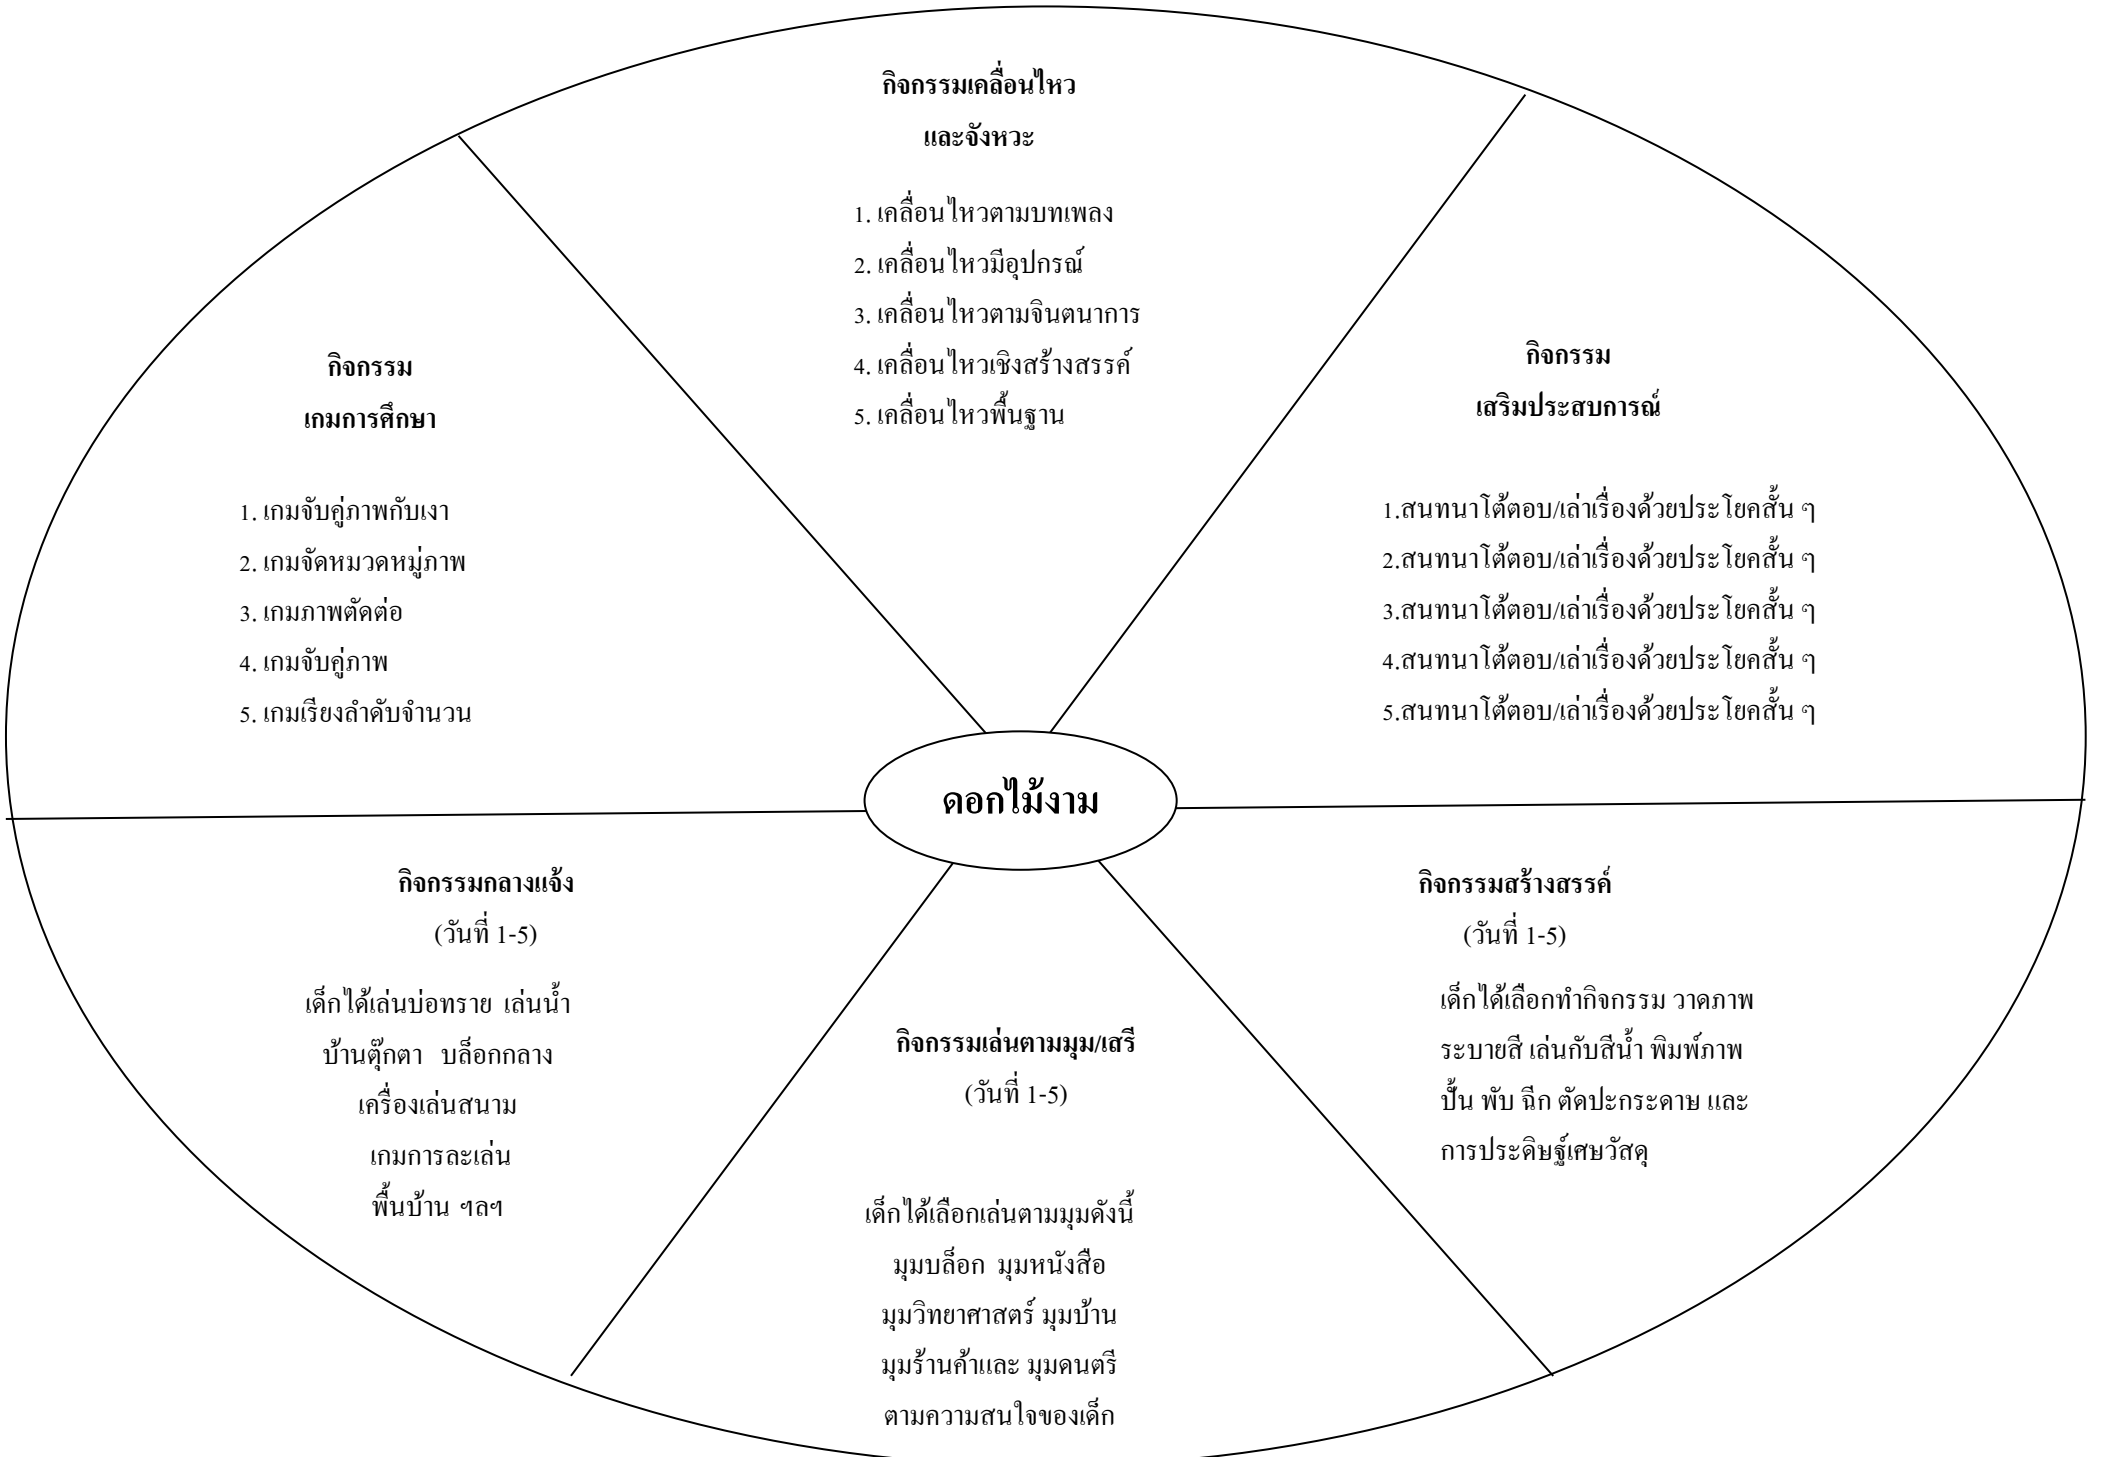 กิจกรรมเคลื่อนไหว
และจังหวะ
1. เคลื่อนไหวตามบทเพลง
2. เคลื่อนไหวมีอุปกรณ์
3. เคลื่อนไหวตามจินตนาการ
4. เคลื่อนไหวเชิงสร้างสรรค์
5. เคลื่อนไหวพื้นฐาน
กิจกรรม
เกมการศึกษา
1. เกมจับคู่ภาพกับเงา
2. เกมจัดหมวดหมู่ภาพ
3. เกมภาพตัดต่อ
4. เกมจับคู่ภาพ
5. เกมเรียงลำดับจำนวน
กิจกรรม
เสริมประสบการณ์
1.สนทนาโต้ตอบ/เล่าเรื่องด้วยประโยคสั้น ๆ
2.สนทนาโต้ตอบ/เล่าเรื่องด้วยประโยคสั้น ๆ
3.สนทนาโต้ตอบ/เล่าเรื่องด้วยประโยคสั้น ๆ
4.สนทนาโต้ตอบ/เล่าเรื่องด้วยประโยคสั้น ๆ
5.สนทนาโต้ตอบ/เล่าเรื่องด้วยประโยคสั้น ๆ
ดอกไม้งาม
กิจกรรมกลางแจ้ง
(วันที่ 1-5)
เด็กได้เล่นบ่อทราย เล่นน้ำ
บ้านตุ๊กตา บล็อกกลาง
เครื่องเล่นสนาม
เกมการละเล่น
พื้นบ้าน ฯลฯ
กิจกรรมเล่นตามมุม/เสรี
(วันที่ 1-5)
เด็กได้เลือกเล่นตามมุมดังนี้
มุมบล็อก มุมหนังสือ
มุมวิทยาศาสตร์ มุมบ้าน
มุมร้านค้าและ มุมดนตรี
ตามความสนใจของเด็ก
กิจกรรมสร้างสรรค์
(วันที่ 1-5)
เด็กได้เลือกทำกิจกรรม วาดภาพ
ระบายสี เล่นกับสีน้ำ พิมพ์ภาพ
ปั้น พับ ฉีก ตัดปะกระดาษ และ
การประดิษฐ์เศษวัสดุ